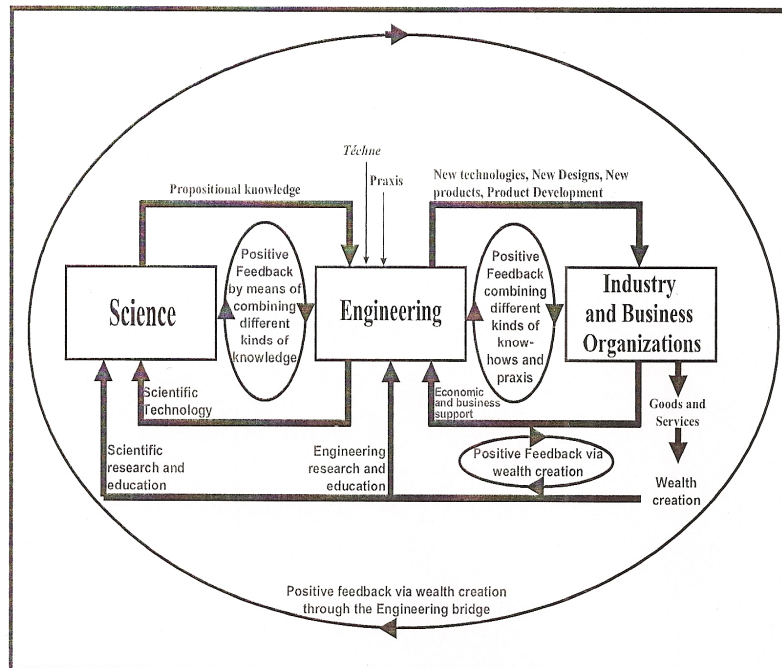 Téchne
Praxis
Propositional knowledge
New technologies, New Designs, New
products, Product Development
Science
Positive
Feedback
by means of
combining
different
kinds of
knowledge
Engineering
Positive
Feedback
combining
different
kinds of
know-
hows and
praxis
Industry
and Business
Organizations
Scientific
Technology
Economic
and business
support
Goods and
Services
Scientific
research and
education
Engineering
research and
education
Positive Feedback via
wealth creation
Wealth
creation
Positive feedback via wealth creation
through the Engineering bridge